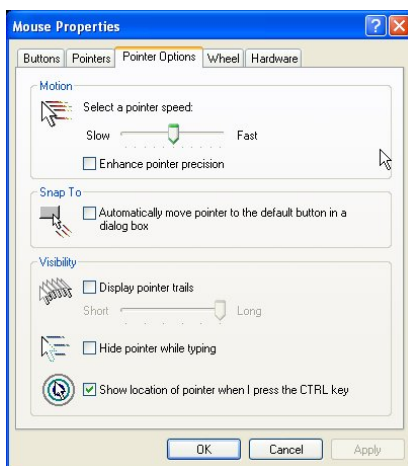 Mouse Properties
Buttons Pointers Pointer Options Wheel Hardware
Motion
Select a pointer speed:
Slow Fast
Enhance pointer precision
Snap To
Automatically move pointer to the default button in a
dialog box
Visibility
Display pointer trails
Short Long
Hide pointer while typing
Show location of pointer when I press the CTRL key
OK Cancel Apply